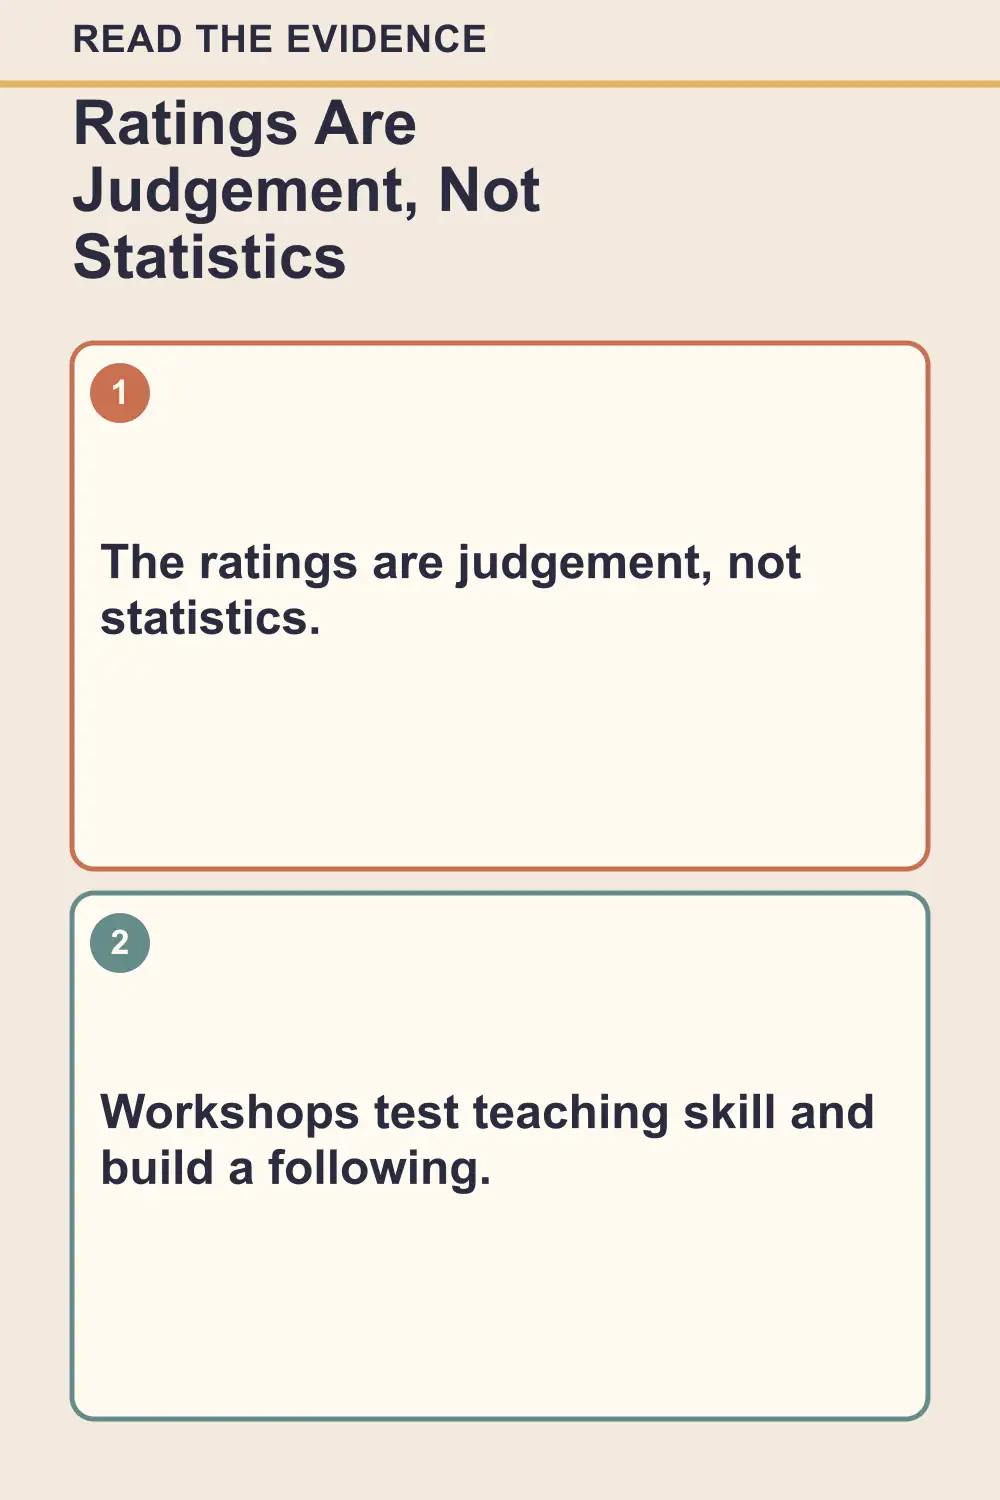 READ THE EVIDENCE
Ratings Are
Judgement, Not
Statistics
1
The ratings are judgement, not
statistics.
2
Workshops test teaching skill and
build a following.